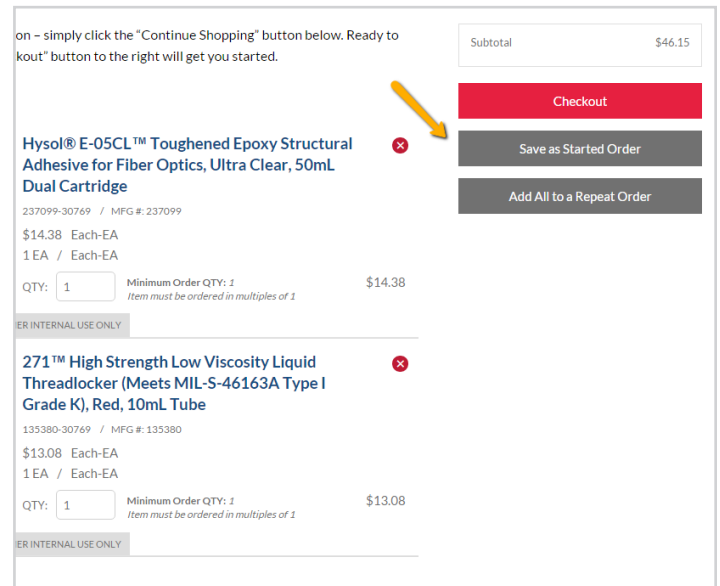 on – simply click the “Continue Shopping” button below. Ready to
kout” button to the right will get you started.
Subtotal $46.15
Checkout
Save as Started Order
Add All to a Repeat Order
Hysol® E-05CL™ Toughened Epoxy Structural
Adhesive for Fiber Optics, Ultra Clear, 50mL
Dual Cartridge
237099-30769 / MFG #: 237099
$14.38 Each-EA
1 EA / Each-EA
QTY: 1 Minimum Order QTY: 1 $14.38
Item must be ordered in multiples of 1
ER INTERNAL USE ONLY
271™ High Strength Low Viscosity Liquid
Threadlocker (Meets MIL-S-46163A Type I
Grade K), Red, 10mL Tube
135380-30769 / MFG #: 135380
$13.08 Each-EA
1 EA / Each-EA
QTY: 1 Minimum Order QTY: 1 $13.08
Item must be ordered in multiples of 1
ER INTERNAL USE ONLY